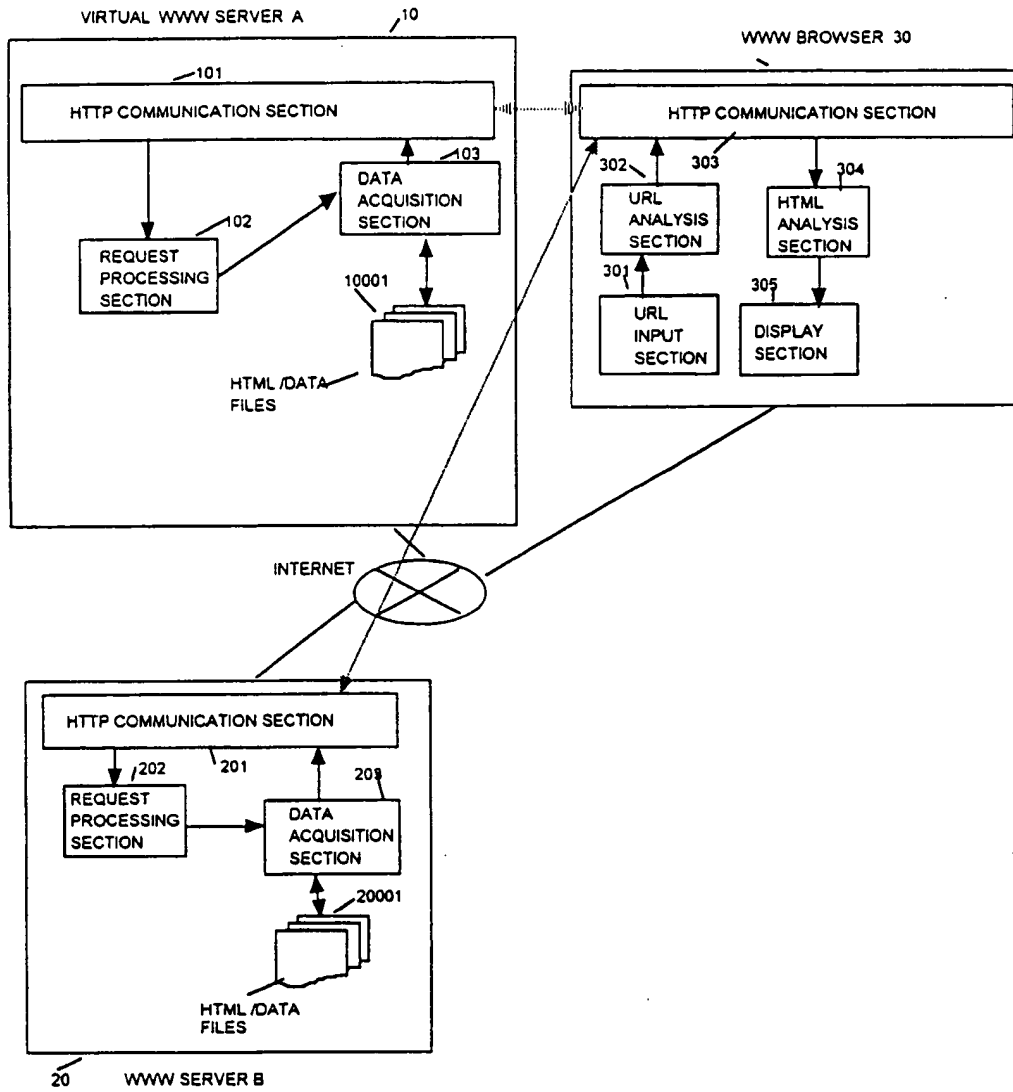 VIRTUAL WWW SERVER A
10
WWW BROWSER 30
101
HTTP COMMUNICATION SECTION
HTTP COMMUNICATION SECTION
103
DATA
ACQUISITION
SECTION
302
303
304
URL
ANALYSIS
SECTION
HTML
ANALYSIS
SECTION
102
REQUEST
PROCESSING
SECTION
10001
301
305
URL
INPUT
SECTION
DISPLAY
SECTION
HTML /DATA
FILES
INTERNET
HTTP COMMUNICATION SECTION
202
201
203
REQUEST
PROCESSING
SECTION
DATA
ACQUISITION
SECTION
20001
HTML /DATA
FILES
20
WWW SERVER B